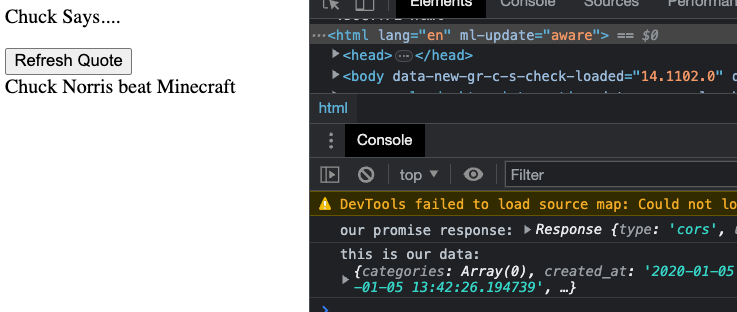 Chuck Says....
Refresh Quote
Chuck Norris beat Minecraft
Elements Console Sources
<html lang="en" ml-update="aware"> == $0
<head> … </head>
<body data-new-gr-c-s-check-loaded="14.1102.0"
html
Console
top
Filter
DevTools failed to load source map: Could not lo
our promise response: Response {type: 'cors',
this is our data:
{categories: Array(0), created_at: '2020-01-05
-01-05 13:42:26.194739', …}